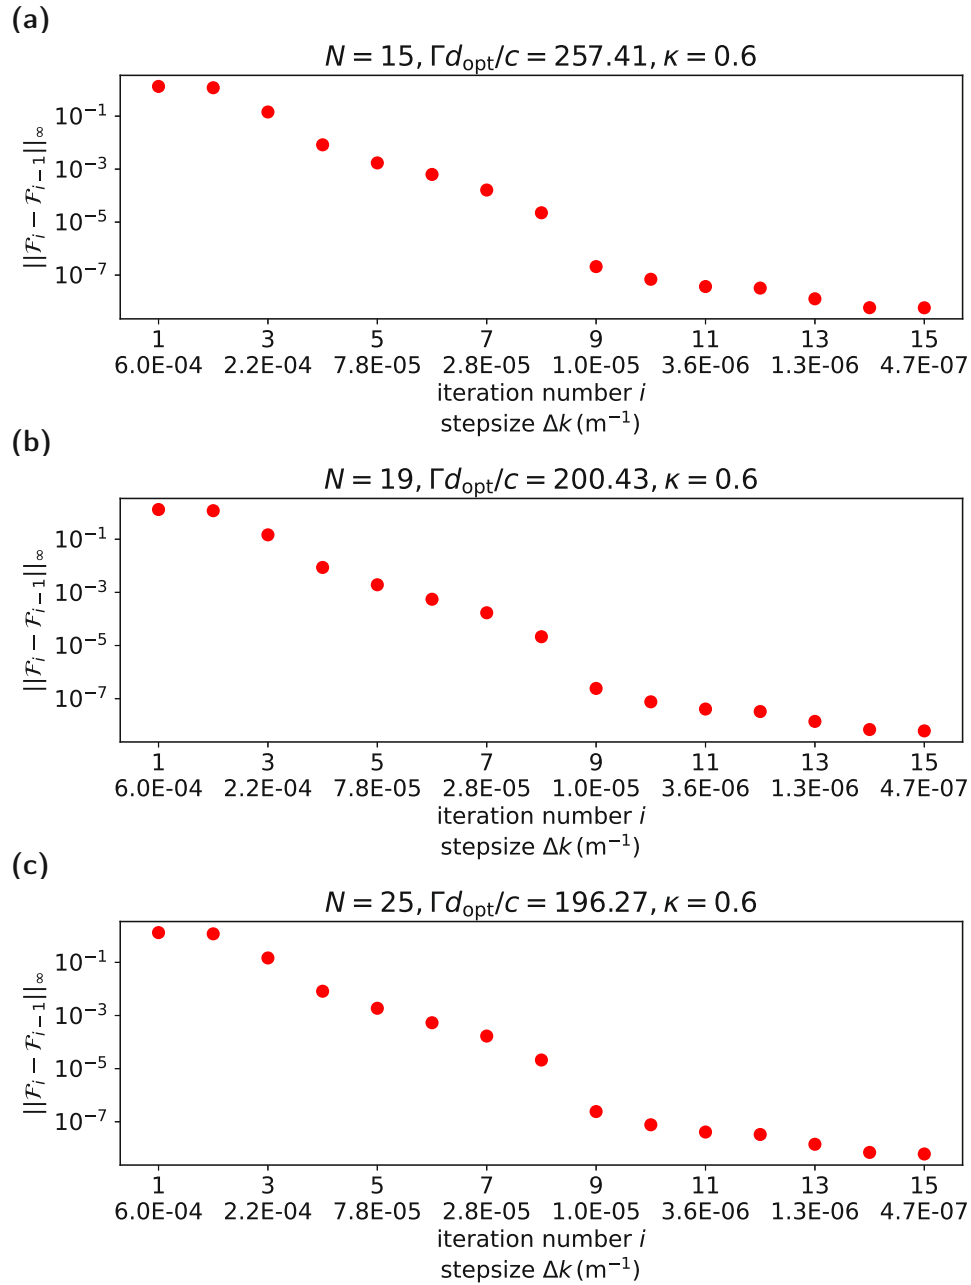 (a)
N = 15, Γd_opt/c = 257.41, κ = 0.6
||ℱ_i − ℱ_{i−1}||_∞
10^{−1}
10^{−3}
10^{−5}
10^{−7}
1 3 5 7 9 11 13 15
6.0E-04 2.2E-04 7.8E-05 2.8E-05 1.0E-05 3.6E-06 1.3E-06 4.7E-07
iteration number i
stepsize Δk (m^{−1})
(b)
N = 19, Γd_opt/c = 200.43, κ = 0.6
||ℱ_i − ℱ_{i−1}||_∞
10^{−1}
10^{−3}
10^{−5}
10^{−7}
1 3 5 7 9 11 13 15
6.0E-04 2.2E-04 7.8E-05 2.8E-05 1.0E-05 3.6E-06 1.3E-06 4.7E-07
iteration number i
stepsize Δk (m^{−1})
(c)
N = 25, Γd_opt/c = 196.27, κ = 0.6
||ℱ_i − ℱ_{i−1}||_∞
10^{−1}
10^{−3}
10^{−5}
10^{−7}
1 3 5 7 9 11 13 15
6.0E-04 2.2E-04 7.8E-05 2.8E-05 1.0E-05 3.6E-06 1.3E-06 4.7E-07
iteration number i
stepsize Δk (m^{−1})